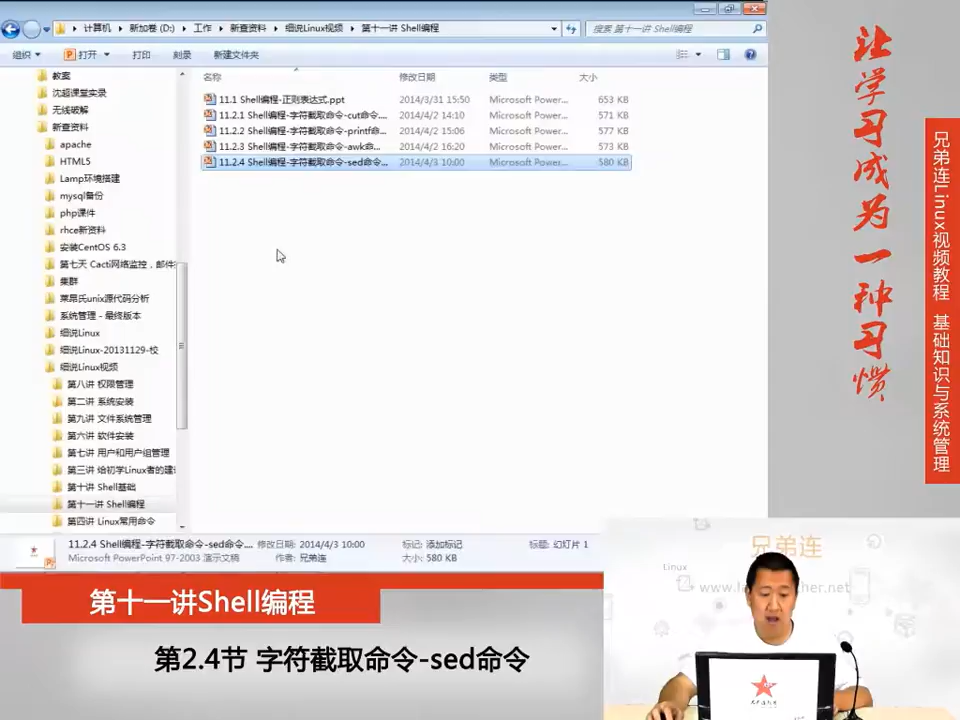 计算机 ▸ 新加卷 (D:) ▸ 工作 ▸ 新查资料 ▸ 细说Linux视频 ▸ 第十一讲 Shell编程
搜索 第十一讲 Shell编程
组织 打开 打印 刻录 新建文件夹
名称 修改日期 类型 大小
11.1 Shell编程-正则表达式.ppt 2014/3/31 15:50 Microsoft Power... 653 KB
11.2.1 Shell编程-字符截取命令-cut命令.... 2014/4/2 14:10 Microsoft Power... 571 KB
11.2.2 Shell编程-字符截取命令-printf命... 2014/4/2 15:06 Microsoft Power... 577 KB
11.2.3 Shell编程-字符截取命令-awk命... 2014/4/2 16:20 Microsoft Power... 573 KB
11.2.4 Shell编程-字符截取命令-sed命令... 2014/4/3 10:00 Microsoft Power... 580 KB
教案
沈超课堂实录
无线破解
新查资料
apache
HTML5
Lamp环境搭建
mysql备份
php课件
rhce新资料
安装CentOS 6.3
第七天 Cacti网络监控，邮件
集群
莱昂氏unix源代码分析
系统管理 - 最终版本
细说Linux
细说Linux-20131129-校
细说Linux视频
第八讲 权限管理
第二讲 系统安装
第九讲 文件系统管理
第六讲 软件安装
第七讲 用户和用户组管理
第三讲 给初学Linux者的建
第十讲 Shell基础
第十一讲 Shell编程
第四讲 Linux常用命令
11.2.4 Shell编程-字符截取命令-sed命令.... 修改日期: 2014/4/3 10:00 标记: 添加标记 标题: 幻灯片 1
Microsoft PowerPoint 97-2003 演示文稿 作者: 兄弟连 大小: 580 KB
让学习成为一种习惯
兄弟连Linux视频教程 基础知识与系统管理
第十一讲Shell编程
第2.4节 字符截取命令-sed命令
兄弟连
Linux